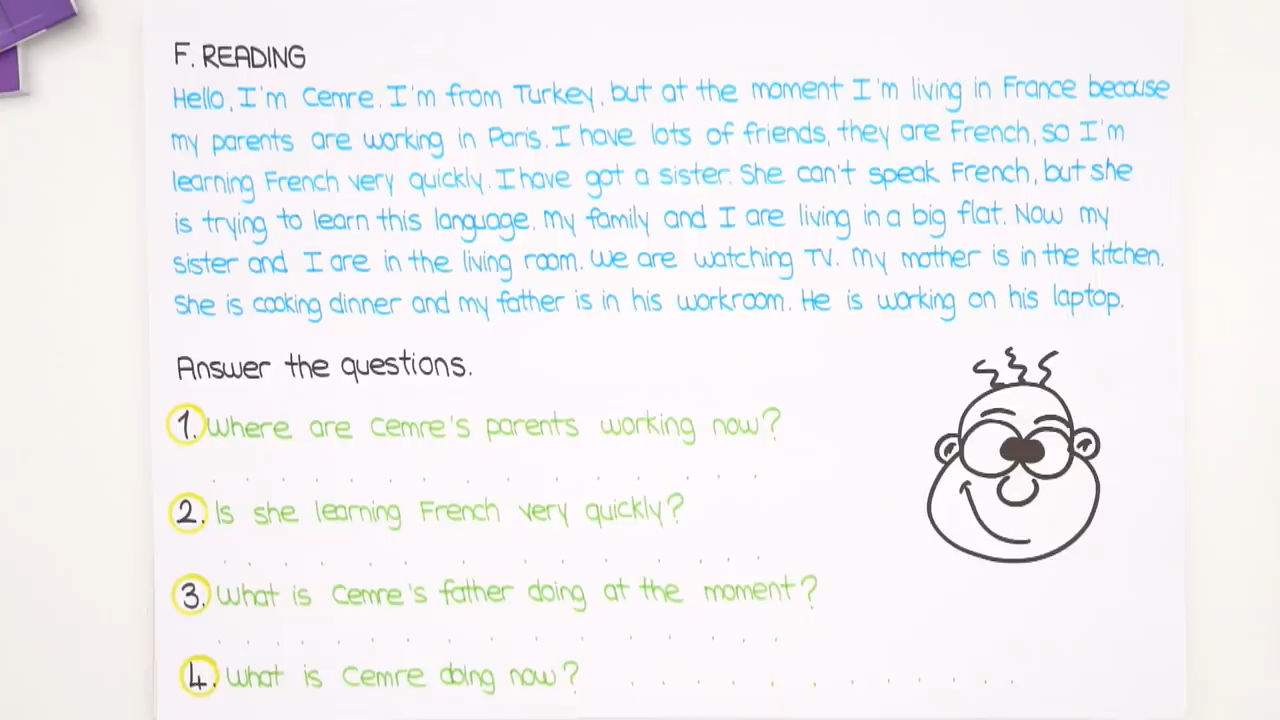 F. READING
Hello, I'm Cemre. I'm from Turkey, but at the moment I'm living in France because
my parents are working in Paris. I have lots of friends, they are French, so I'm
learning French very quickly. I have got a sister. She can't speak French, but she
is trying to learn this language. My family and I are living in a big flat. Now my
sister and I are in the living room. We are watching TV. My mother is in the kitchen.
She is cooking dinner and my father is in his workroom. He is working on his laptop.
Answer the questions.
1. Where are Cemre's parents working now?
. . . . . . . . . . . . .
2. Is she learning French very quickly?
. . . . . . . . . . . .
3. What is Cemre's father doing at the moment?
. . . . . . . . . . . . .
4. What is Cemre doing now? . . . . . . . . . . . .